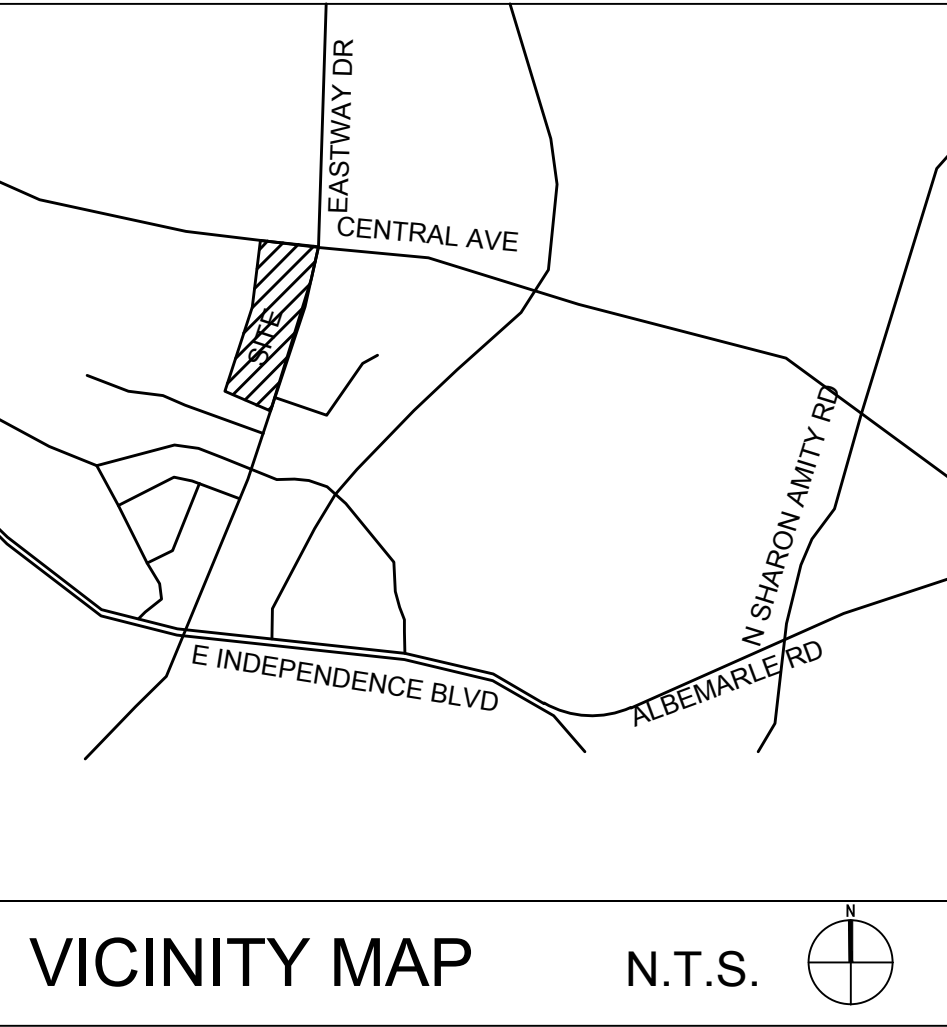 EASTWAY DR
CENTRAL AVE
SITE
N SHARON AMITY RD
E INDEPENDENCE BLVD
ALBEMARLE RD
VICINITY MAP
N.T.S.
N